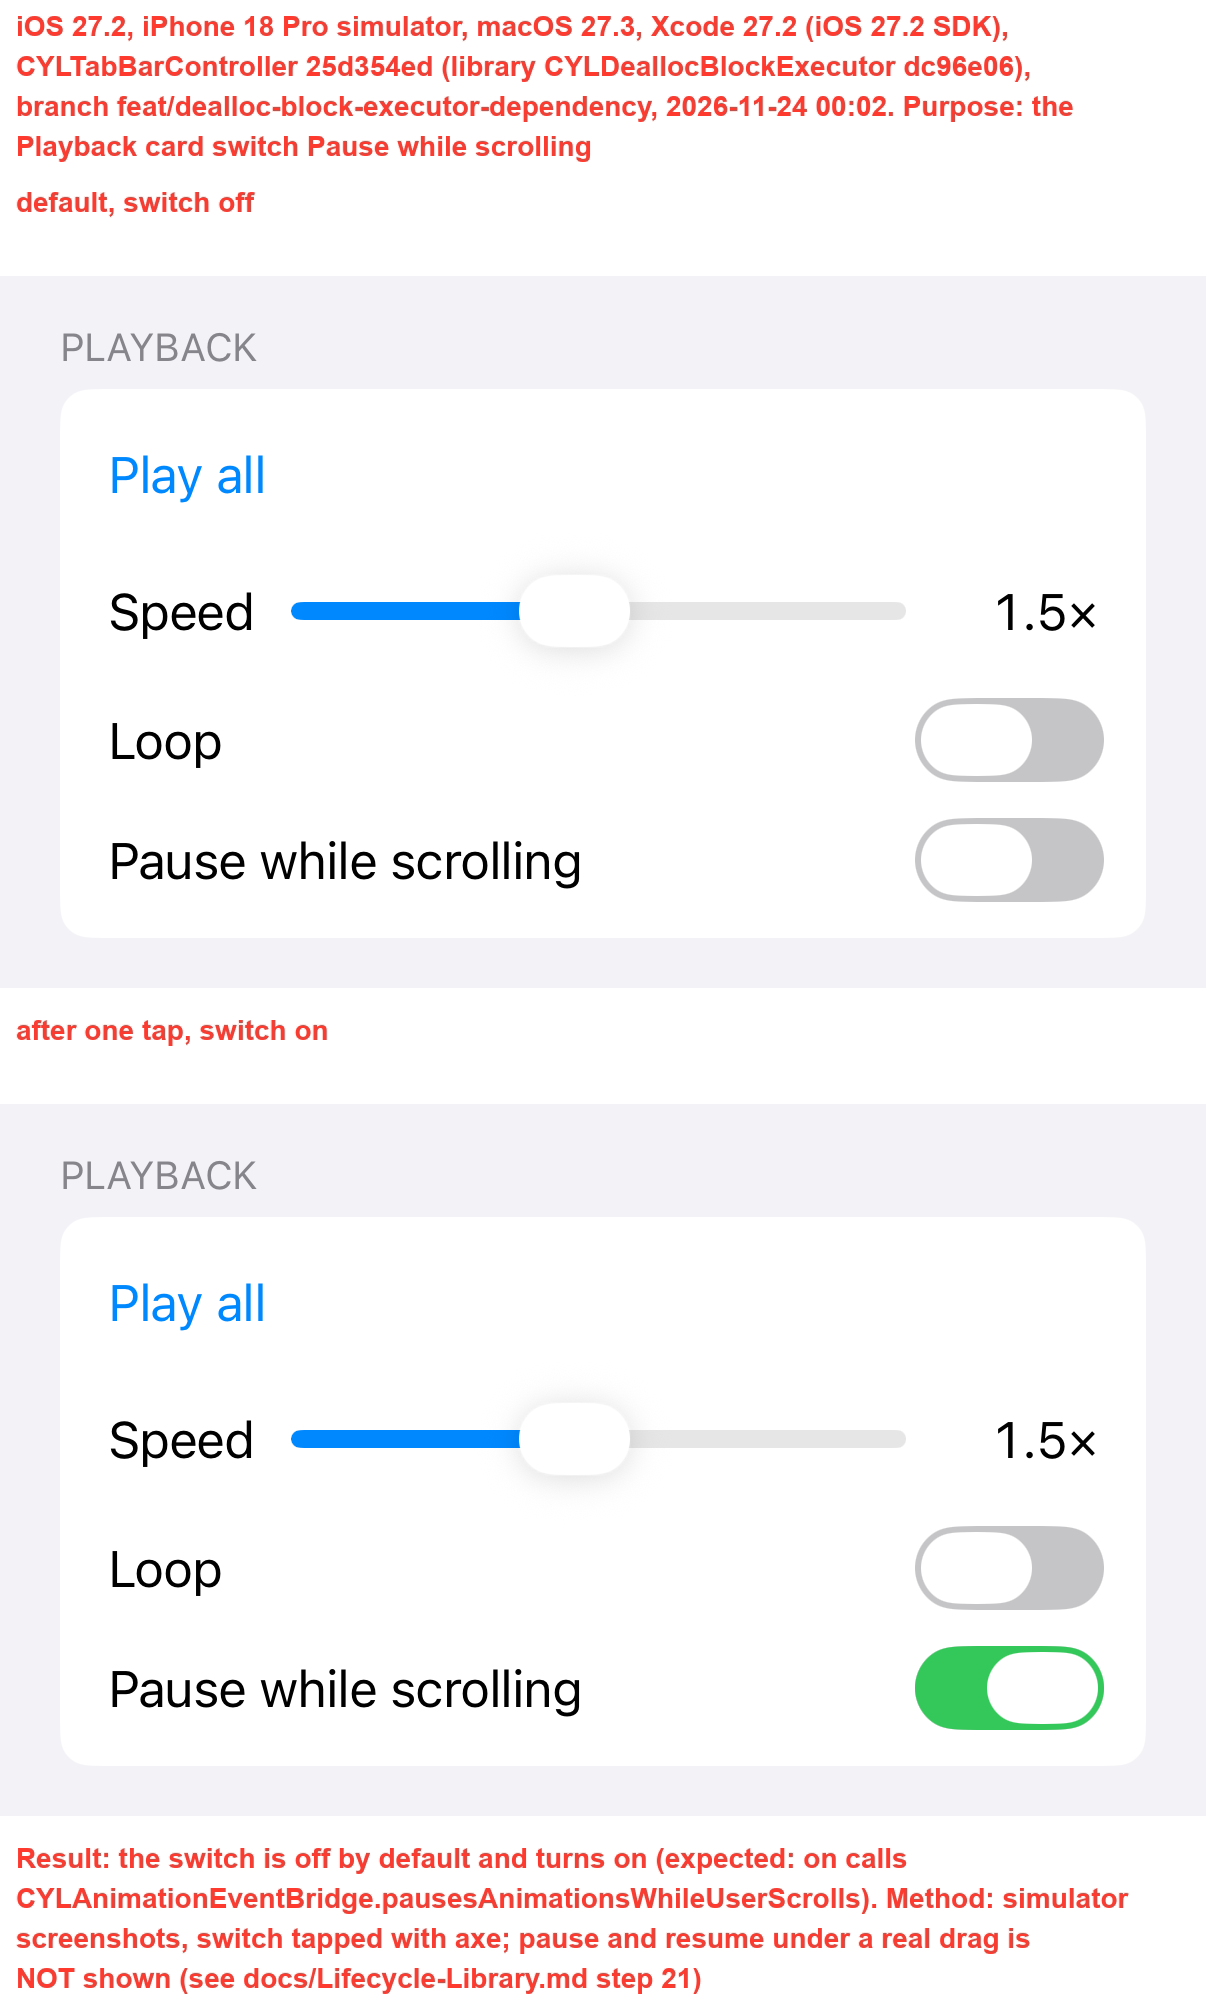 iOS 27.2, iPhone 18 Pro simulator, macOS 27.3, Xcode 27.2 (iOS 27.2 SDK),
CYLTabBarController 25d354ed (library CYLDeallocBlockExecutor dc96e06),
branch feat/dealloc-block-executor-dependency, 2026-11-24 00:02. Purpose: the
Playback card switch Pause while scrolling
default, switch off
PLAYBACK
Play all
Speed 1.5×
Loop
Pause while scrolling
after one tap, switch on
PLAYBACK
Play all
Speed 1.5×
Loop
Pause while scrolling
Result: the switch is off by default and turns on (expected: on calls
CYLAnimationEventBridge.pausesAnimationsWhileUserScrolls). Method: simulator
screenshots, switch tapped with axe; pause and resume under a real drag is
NOT shown (see docs/Lifecycle-Library.md step 21)